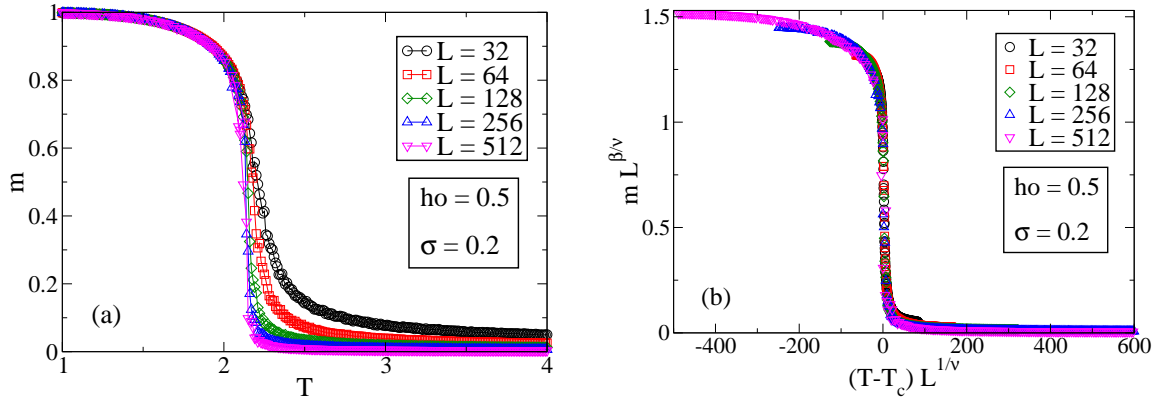 1
0.8
0.6
0.4
0.2
0
m
1 2 3 4
T
L = 32
L = 64
L = 128
L = 256
L = 512
ho = 0.5
σ = 0.2
(a)
1.5
1
0.5
0
m L^{β/ν}
-400 -200 0 200 400 600
(T-T_c) L^{1/ν}
L = 32
L = 64
L = 128
L = 256
L = 512
ho = 0.5
σ = 0.2
(b)